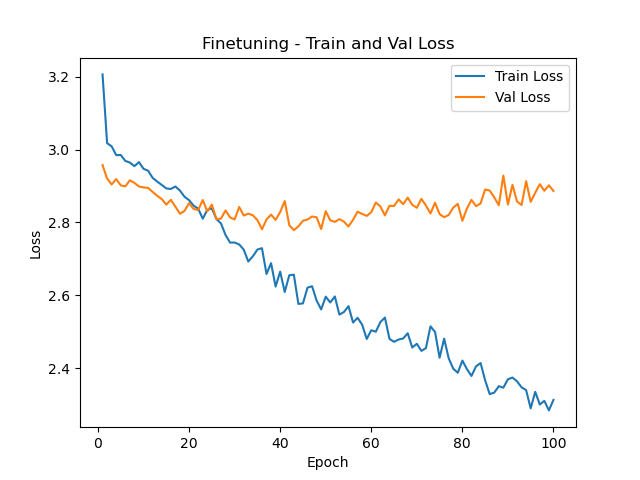 Finetuning - Train and Val Loss
Train Loss
Val Loss
Loss
3.2
3.0
2.8
2.6
2.4
0 20 40 60 80 100
Epoch